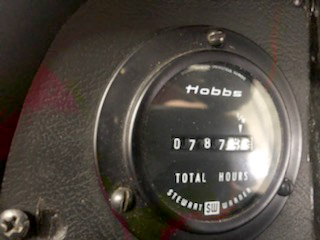 Hobbs
0787
TOTAL HOURS
STEWART SW WARNER